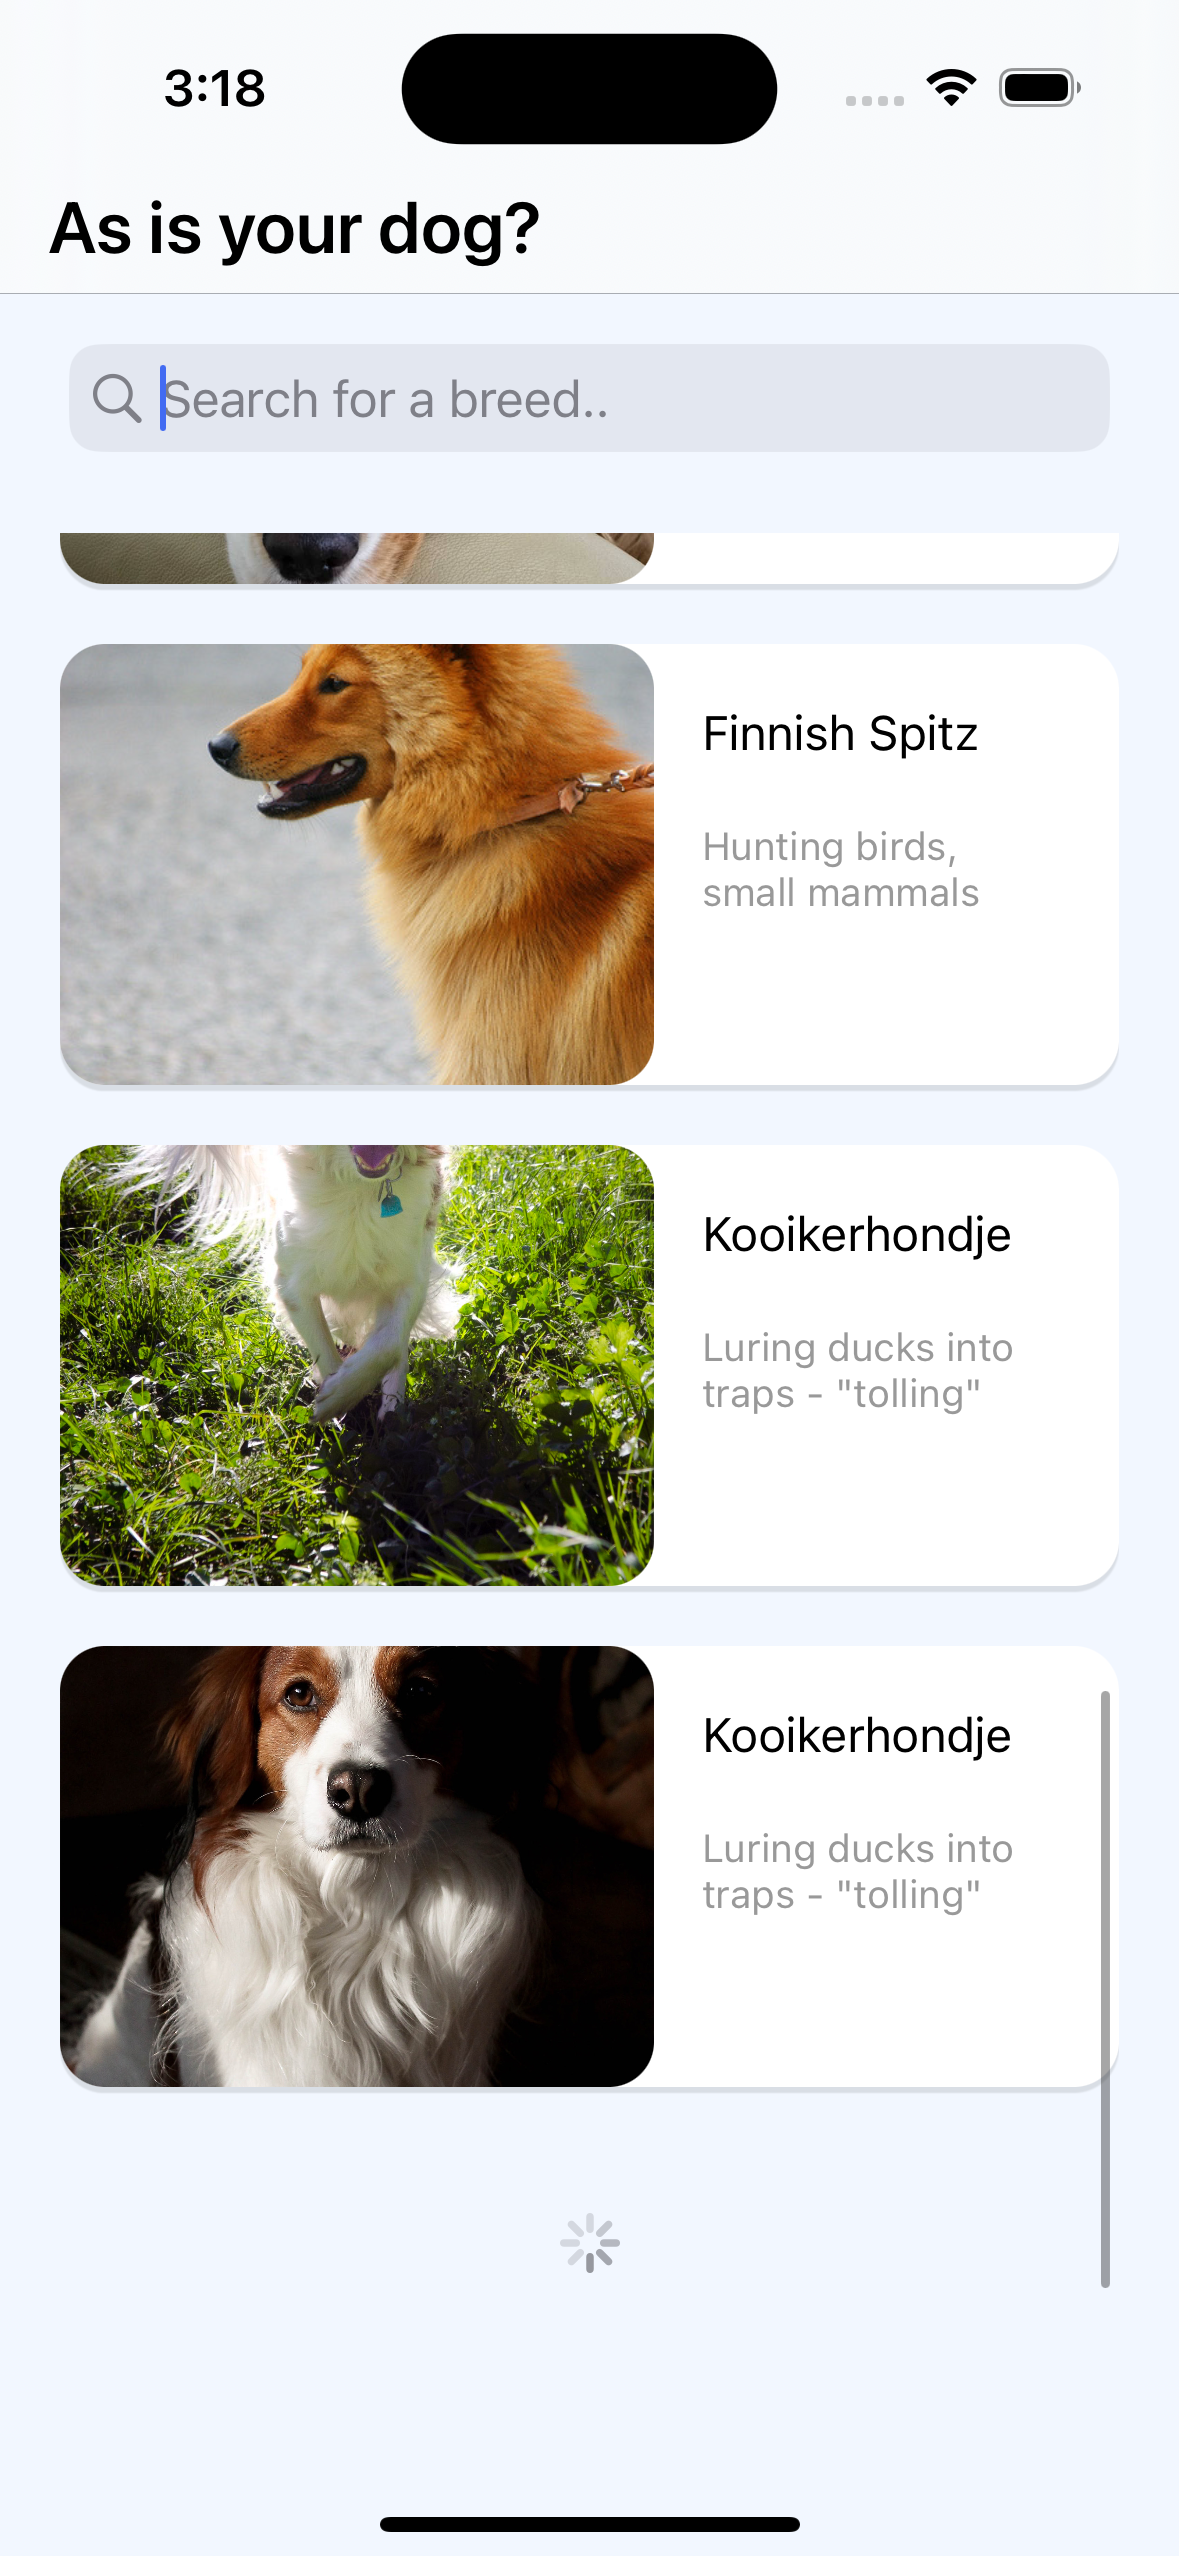 3:18
As is your dog?
Search for a breed..
Finnish Spitz
Hunting birds,
small mammals
Kooikerhondje
Luring ducks into
traps - "tolling"
Kooikerhondje
Luring ducks into
traps - "tolling"